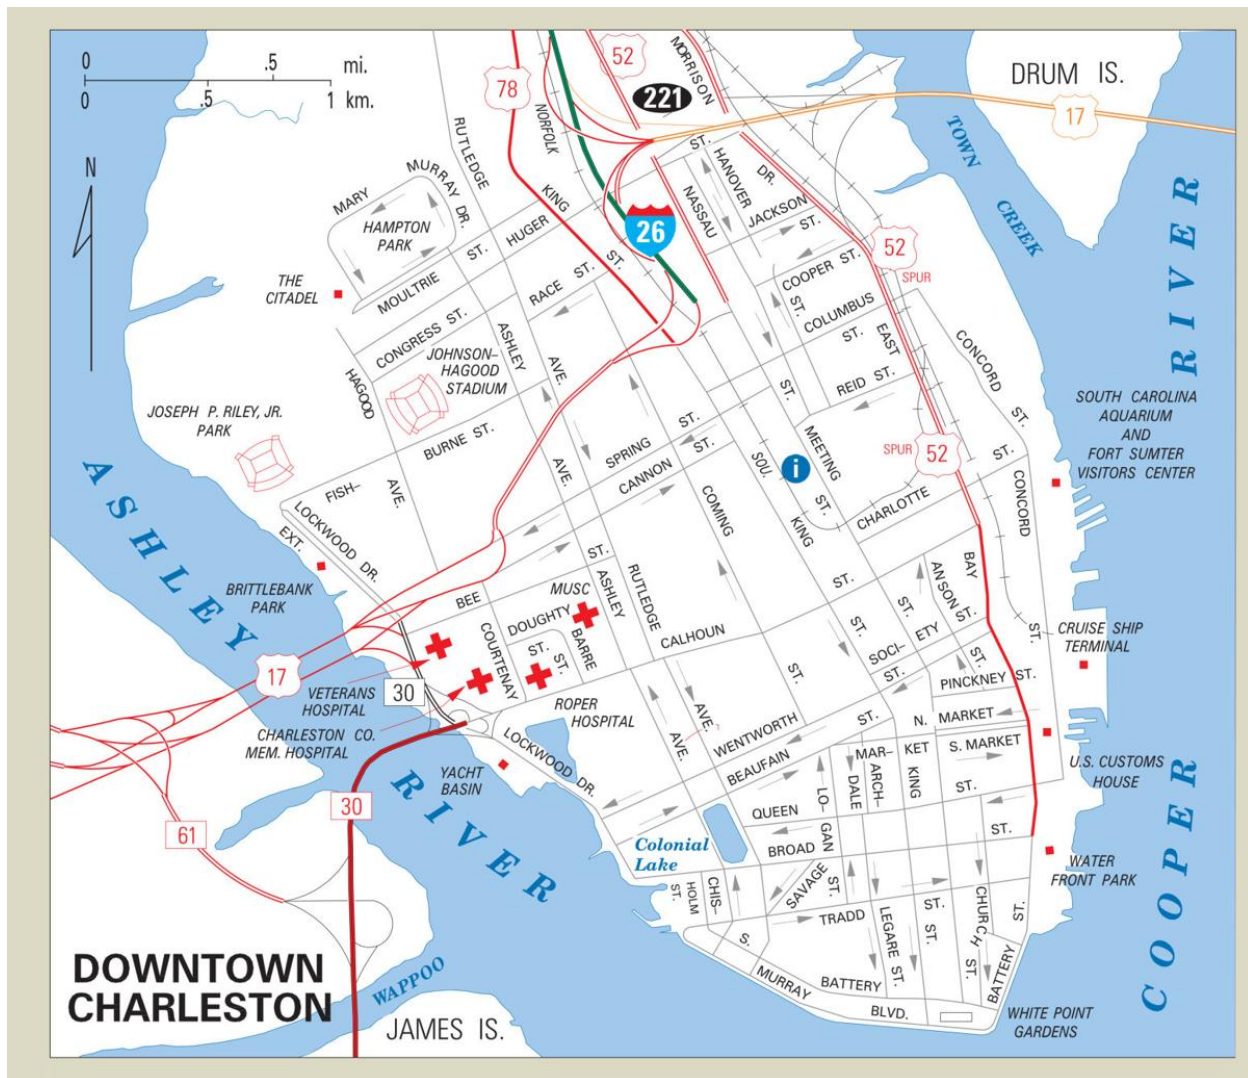 0
.5
mi.
0
.5
1
km.
N
78
52
MORRISON
221
DRUM IS.
17
TOWN
CREEK
NORFOLK
RUTLEDGE
MURRAY DR.
MARY
HAMPTON
PARK
KING
HUGER
ST.
ST.
HANOVER
DR.
NASSAU
JACKSON
ST.
26
52
SPUR
COOPER ST.
ST.
COLUMBUS
ST.
EAST
THE
CITADEL
MOULTRIE
RACE
ST.
ST.
CONGRESS ST.
ASHLEY
AVE.
CONCORD
ST.
JOHNSON–
HAGOOD
STADIUM
HAGOOD
REID ST.
ST.
JOSEPH P. RILEY, JR.
PARK
BURNE ST.
SPRING
ST.
CANNON
ST.
SOU.
i
MEETING
ST.
SPUR
52
ST.
CONCORD
SOUTH CAROLINA
AQUARIUM
AND
FORT SUMTER
VISITORS CENTER
RIVER
ASHLEY
FISH–
AVE.
AVE.
LOCKWOOD DR.
EXT.
COMING
KING
CHARLOTTE
BRITTLEBANK
PARK
BEE
ST.
DOUGHTY
MUSC
ASHLEY
RUTLEDGE
ST.
ANSON
BAY
ST.
ST.
COURTENAY
ST.
ST.
BARRE
CALHOUN
ST.
SOCI–
ETY
ST.
ST.
ST.
CRUISE SHIP
TERMINAL
17
30
VETERANS
HOSPITAL
CHARLESTON CO.
MEM. HOSPITAL
ROPER
HOSPITAL
ST.
PINCKNEY
ST.
AVE.
AVE.
WENTWORTH
ST.
N. MARKET
S. MARKET
MAR–
KET
ARCH–
DALE
KING
ST.
BEAUFAIN
U.S. CUSTOMS
HOUSE
YACHT
BASIN
LOCKWOOD DR.
RIVER
30
61
QUEEN
LO–
GAN
ST.
BROAD
ST.
Colonial
Lake
WATER
FRONT PARK
COOPER
ST.
HOLM
CHIS–
SAVAGE
ST.
TRADD
ST.
ST.
LEGARE ST.
ST.
CHURCH
ST.
ST.
S.
BATTERY
BATTERY
MURRAY
BLVD.
WHITE POINT
GARDENS
DOWNTOWN
CHARLESTON
WAPPOO
JAMES IS.